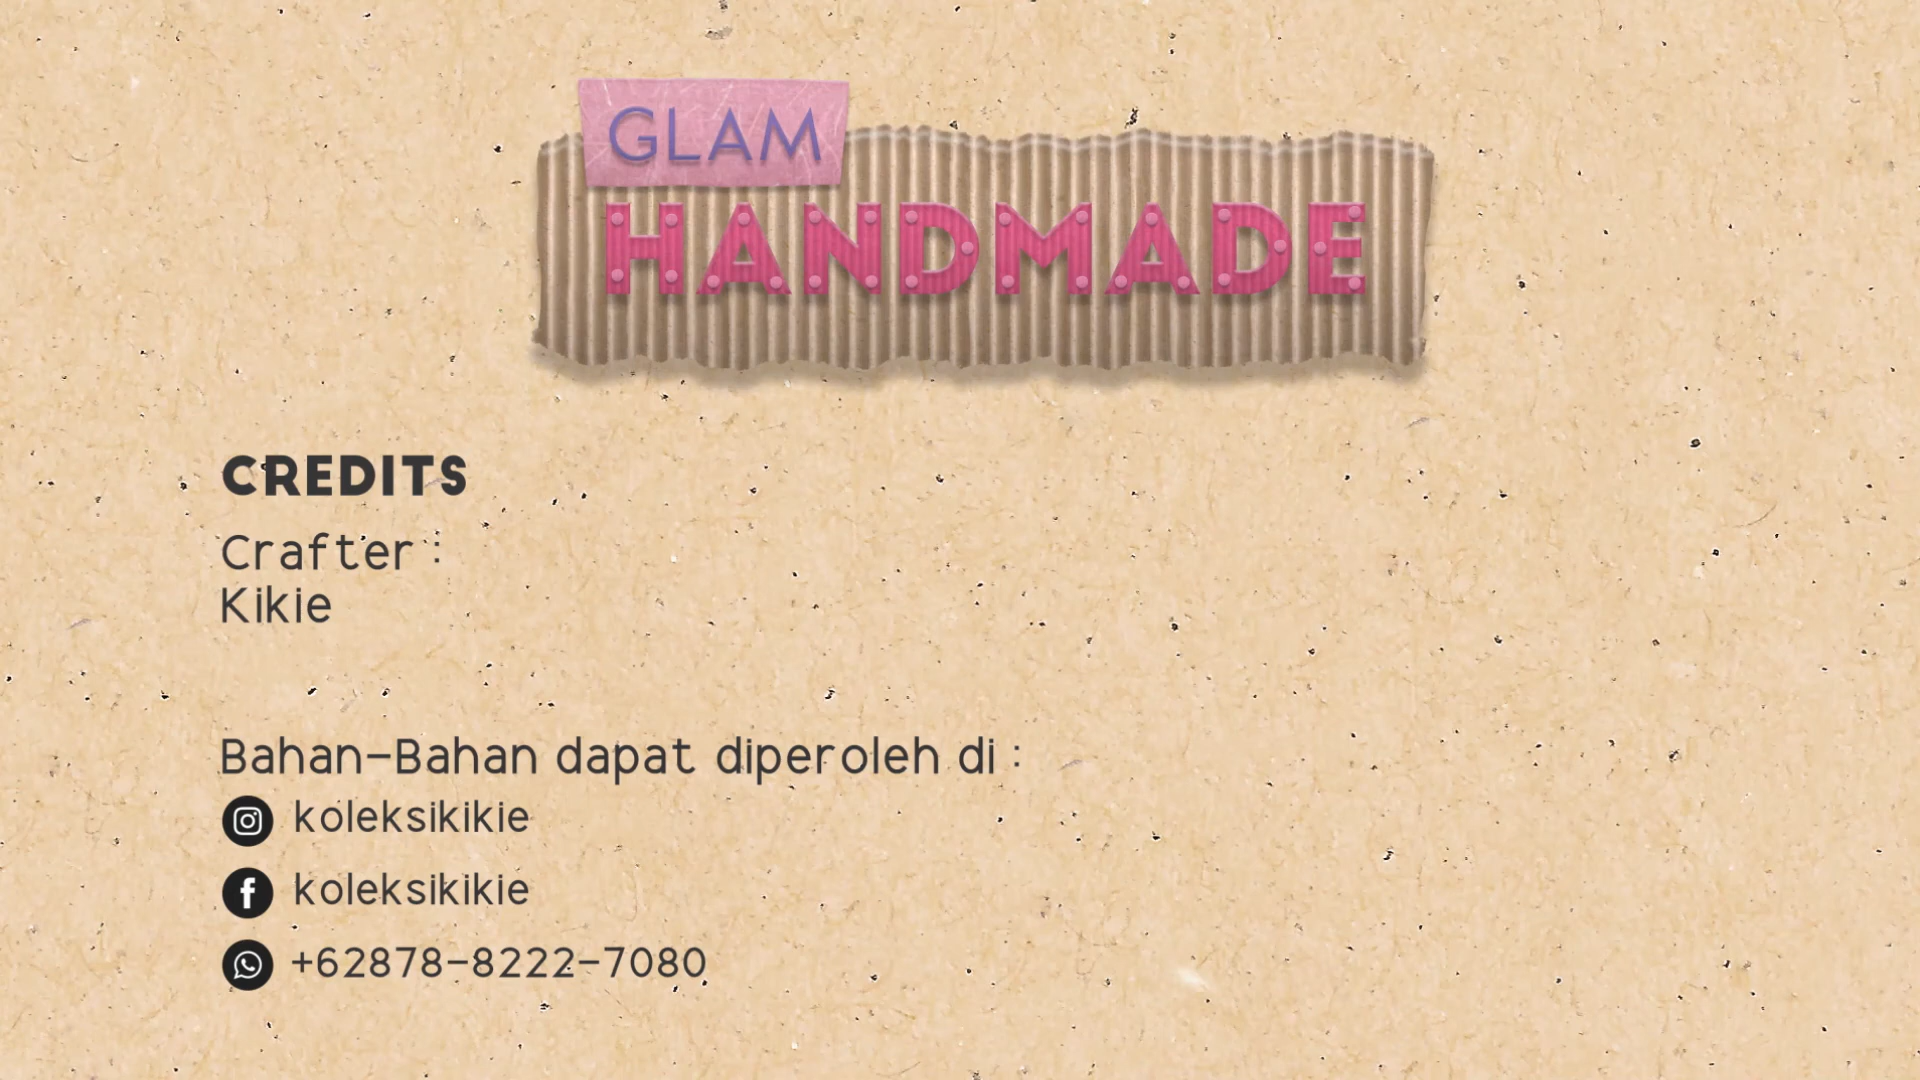 GLAM
HANDMADE
CREDITS
Crafter :
Kikie
Bahan-Bahan dapat diperoleh di :
koleksikikie
koleksikikie
+62878-8222-7080